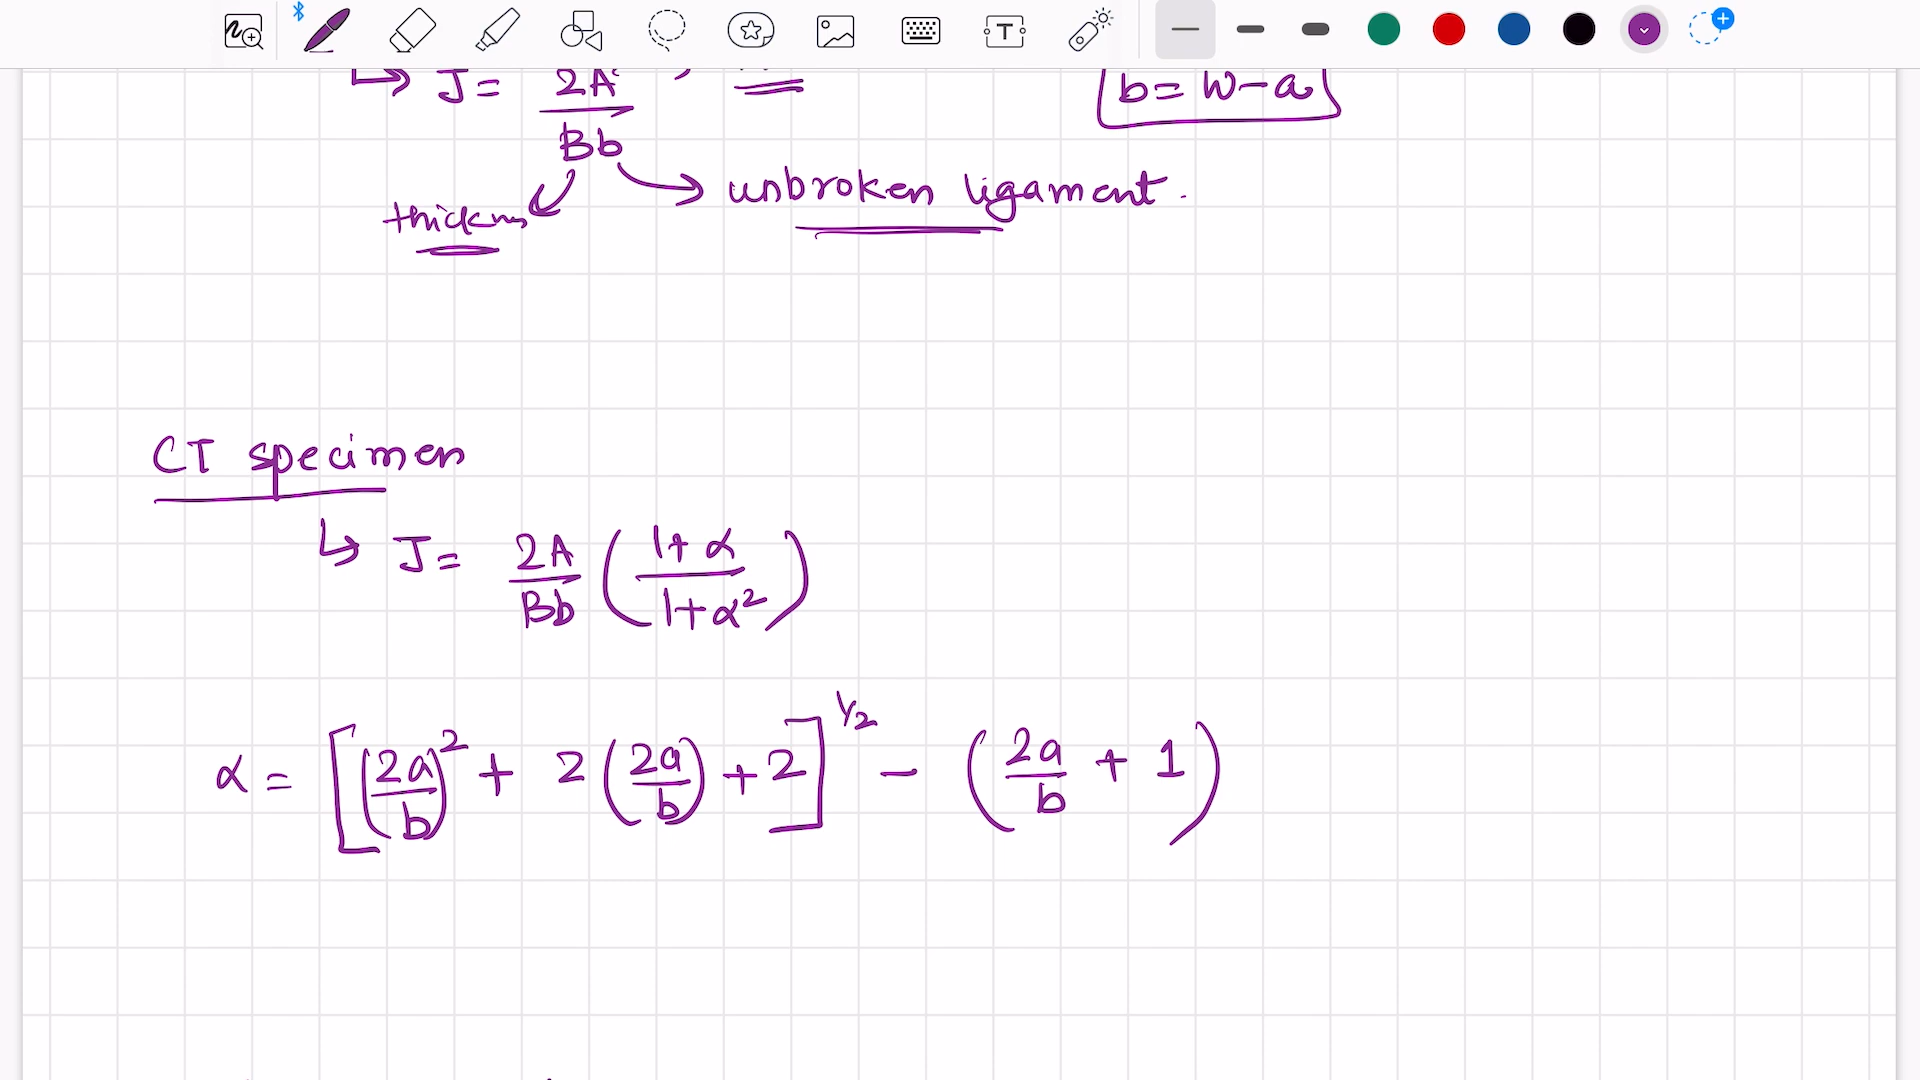 ↳ J = 2A / Bb , b = W - a
thickness → unbroken ligament.
CT specimen
↳ J = 2A/Bb ( (1+α) / (1+α²) )
α = [ (2a/b)² + 2(2a/b) + 2 ]^1/2 - ( 2a/b + 1 )